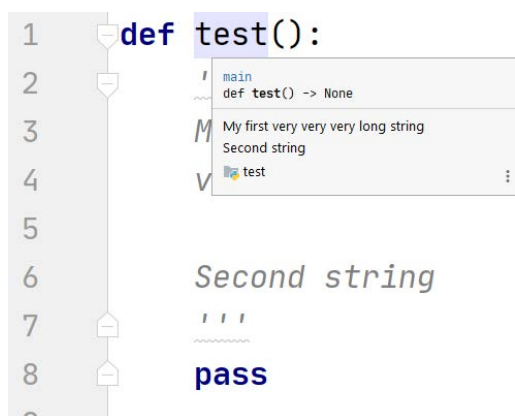 1 def test():
2 '
main
def test() -> None
3 M
My first very very very long string
Second string
4 v
test
5
6 Second string
7 '''
8 pass